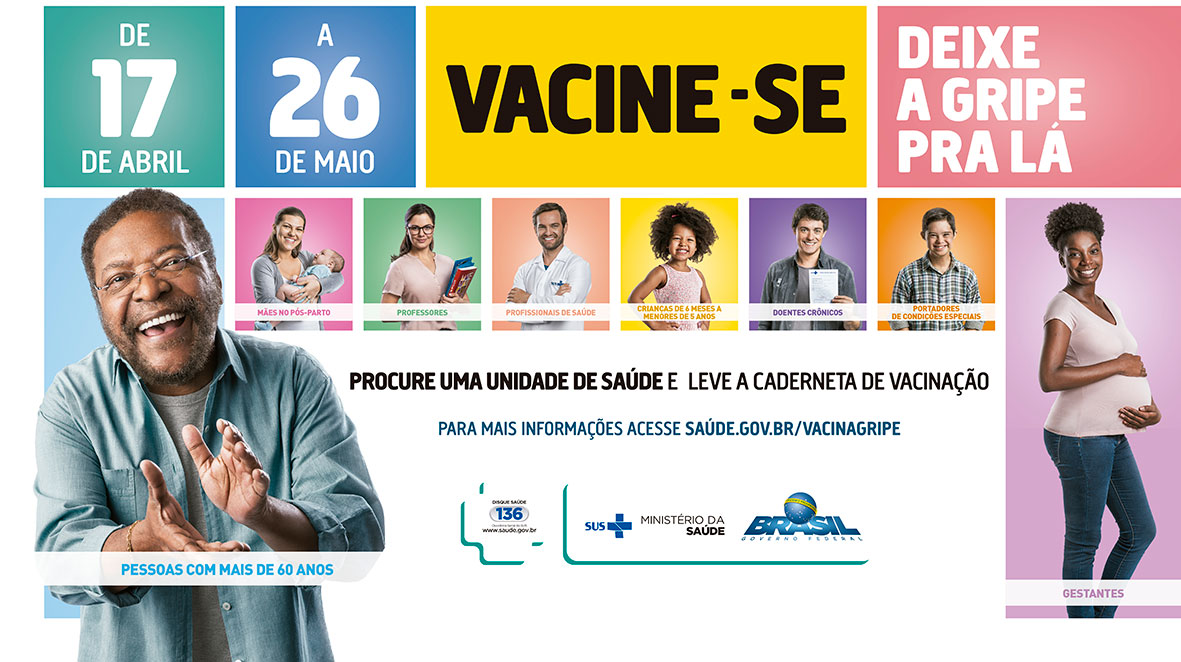 DE
17
DE ABRIL
A
26
DE MAIO
VACINE-SE
DEIXE
A GRIPE
PRA LÁ
MÃES NO PÓS-PARTO
PROFESSORES
PROFISSIONAIS DE SAÚDE
CRIANÇAS DE 6 MESES A
MENORES DE 5 ANOS
DOENTES CRÔNICOS
PORTADORES
DE CONDIÇÕES ESPECIAIS
PROCURE UMA UNIDADE DE SAÚDE E LEVE A CADERNETA DE VACINAÇÃO
PARA MAIS INFORMAÇÕES ACESSE SAÚDE.GOV.BR/VACINAGRIPE
DISQUE SAÚDE
136
www.saude.gov.br
SUS
MINISTÉRIO DA
SAÚDE
BRASIL
GOVERNO FEDERAL
PESSOAS COM MAIS DE 60 ANOS
GESTANTES